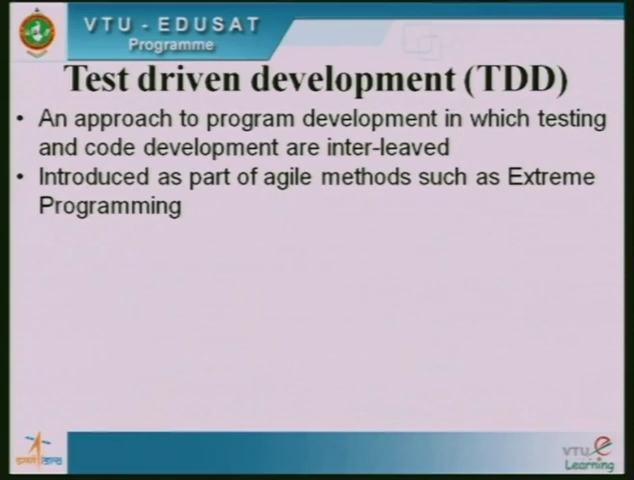 VTU - EDUSAT
Programme
Test driven development (TDD)
• An approach to program development in which testing
and code development are inter-leaved
• Introduced as part of agile methods such as Extreme
Programming
VTU e
Learning